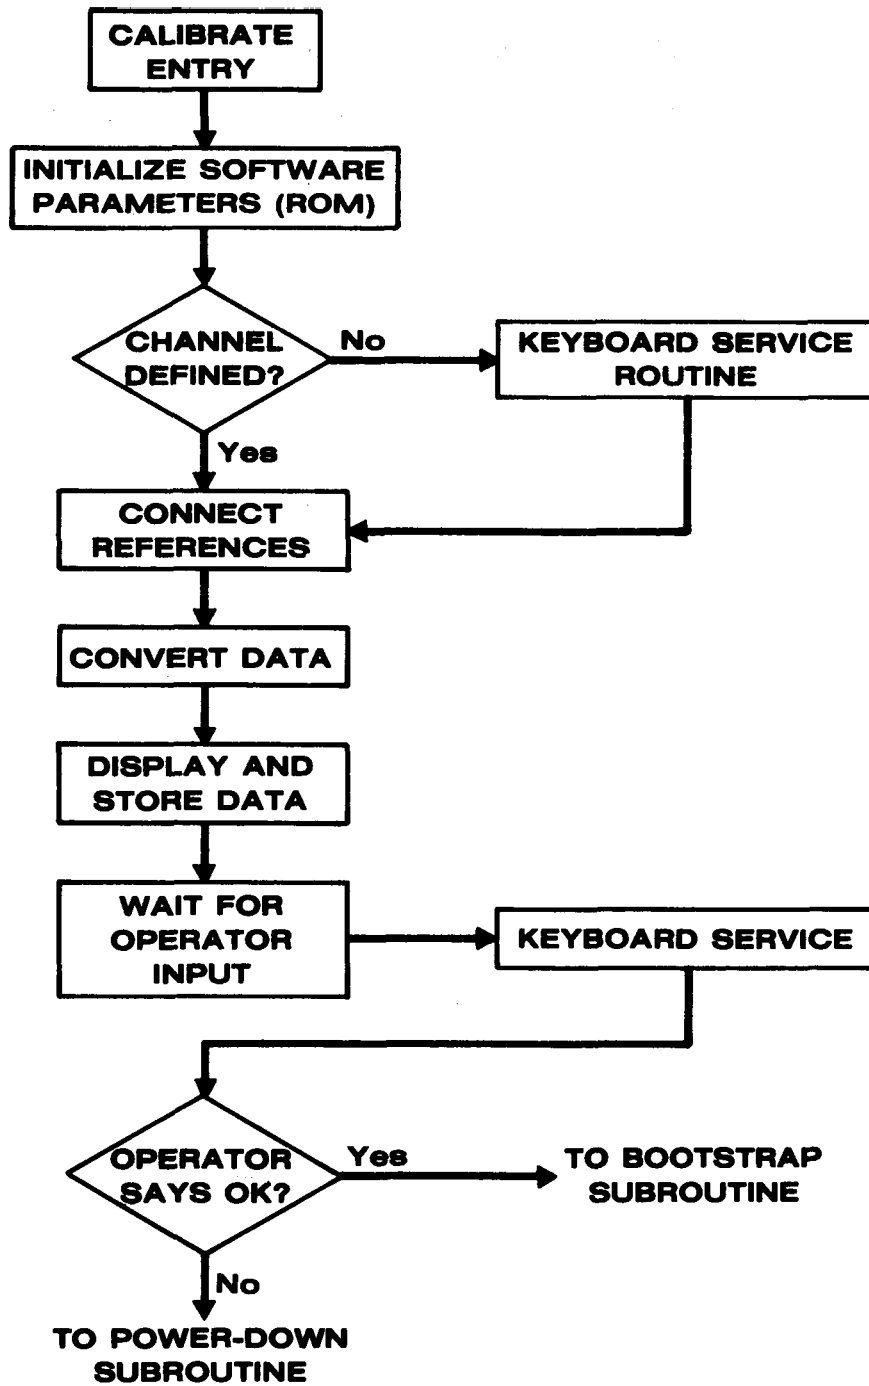 CALIBRATE
ENTRY
INITIALIZE SOFTWARE
PARAMETERS (ROM)
CHANNEL
DEFINED?
No
KEYBOARD SERVICE
ROUTINE
Yes
CONNECT
REFERENCES
CONVERT DATA
DISPLAY AND
STORE DATA
WAIT FOR
OPERATOR
INPUT
KEYBOARD SERVICE
OPERATOR
SAYS OK?
Yes
TO BOOTSTRAP
SUBROUTINE
No
TO POWER-DOWN
SUBROUTINE